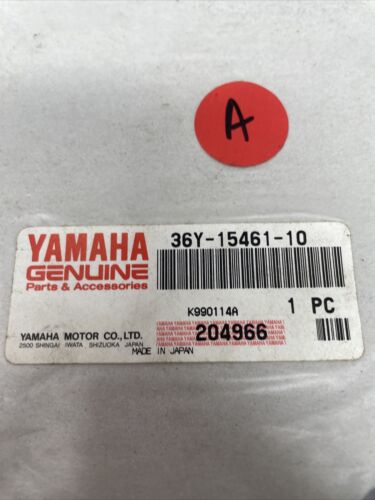 A
YAMAHA
GENUINE
Parts & Accessories
36Y-15461-10
K990114A
1 PC
YAMAHA MOTOR CO., LTD.
2500 SHINGAI IWATA SHIZUOKA JAPAN
204966
MADE IN JAPAN